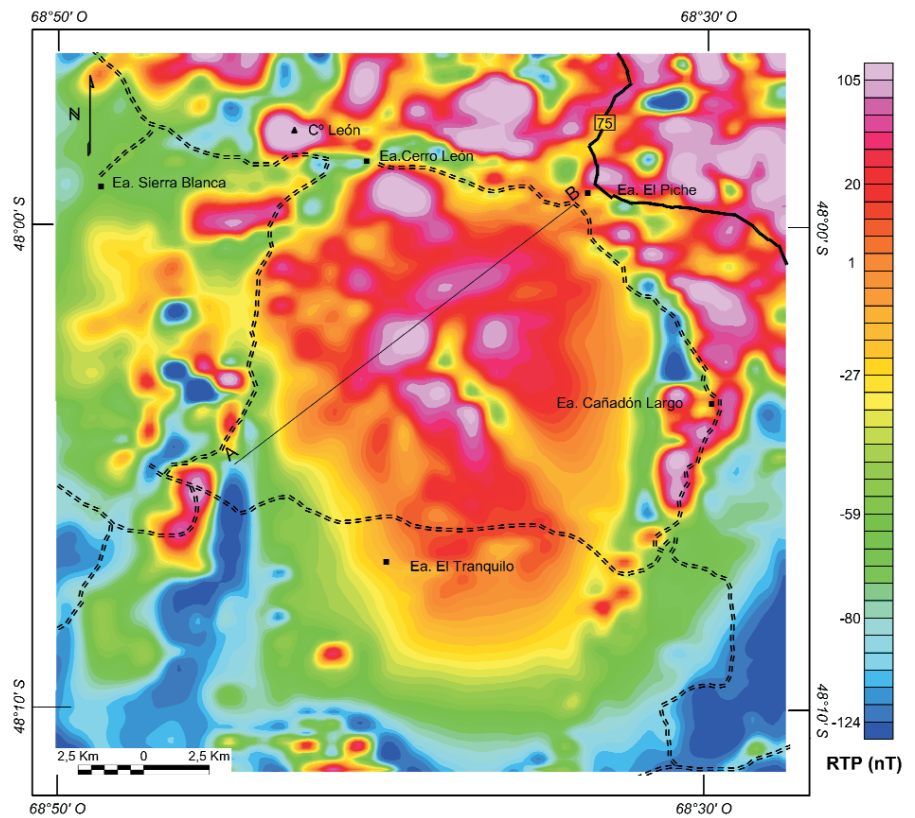 68°50' O
68°30' O
N
105
75
Cº León
Ea.Cerro León
Ea. Sierra Blanca
20
B
Ea. El Piche
48°00' S
48°00' S
1
-27
Ea. Cañadón Largo
A
-59
Ea. El Tranquilo
-80
48°10' S
48°10' S
-124
2,5 Km
0
2,5 Km
RTP (nT)
68°50' O
68°30' O